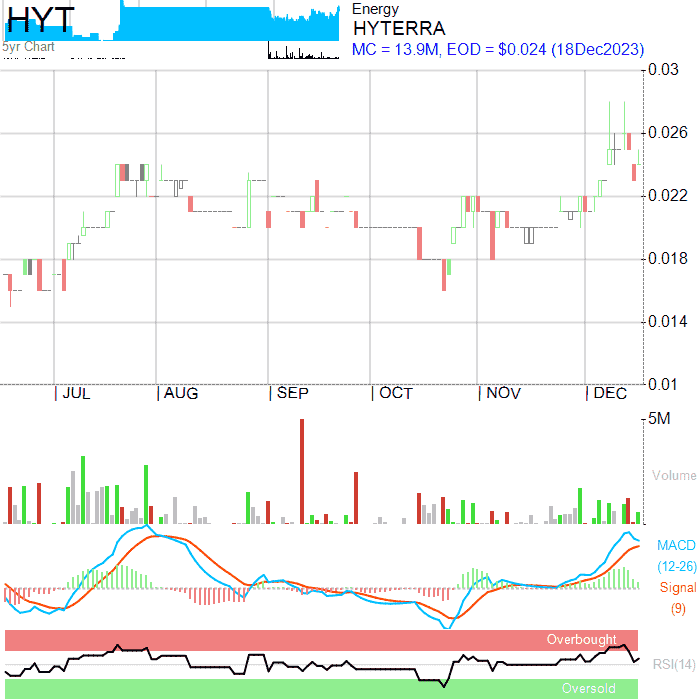 HYT
5yr Chart
Energy
HYTERRA
MC = 13.9M, EOD = $0.024 (18Dec2023)
0.03
0.026
0.022
0.018
0.014
0.01
JUL AUG SEP OCT NOV DEC
5M
Volume
MACD
(12-26)
Signal
(9)
Overbought
RSI(14)
Oversold